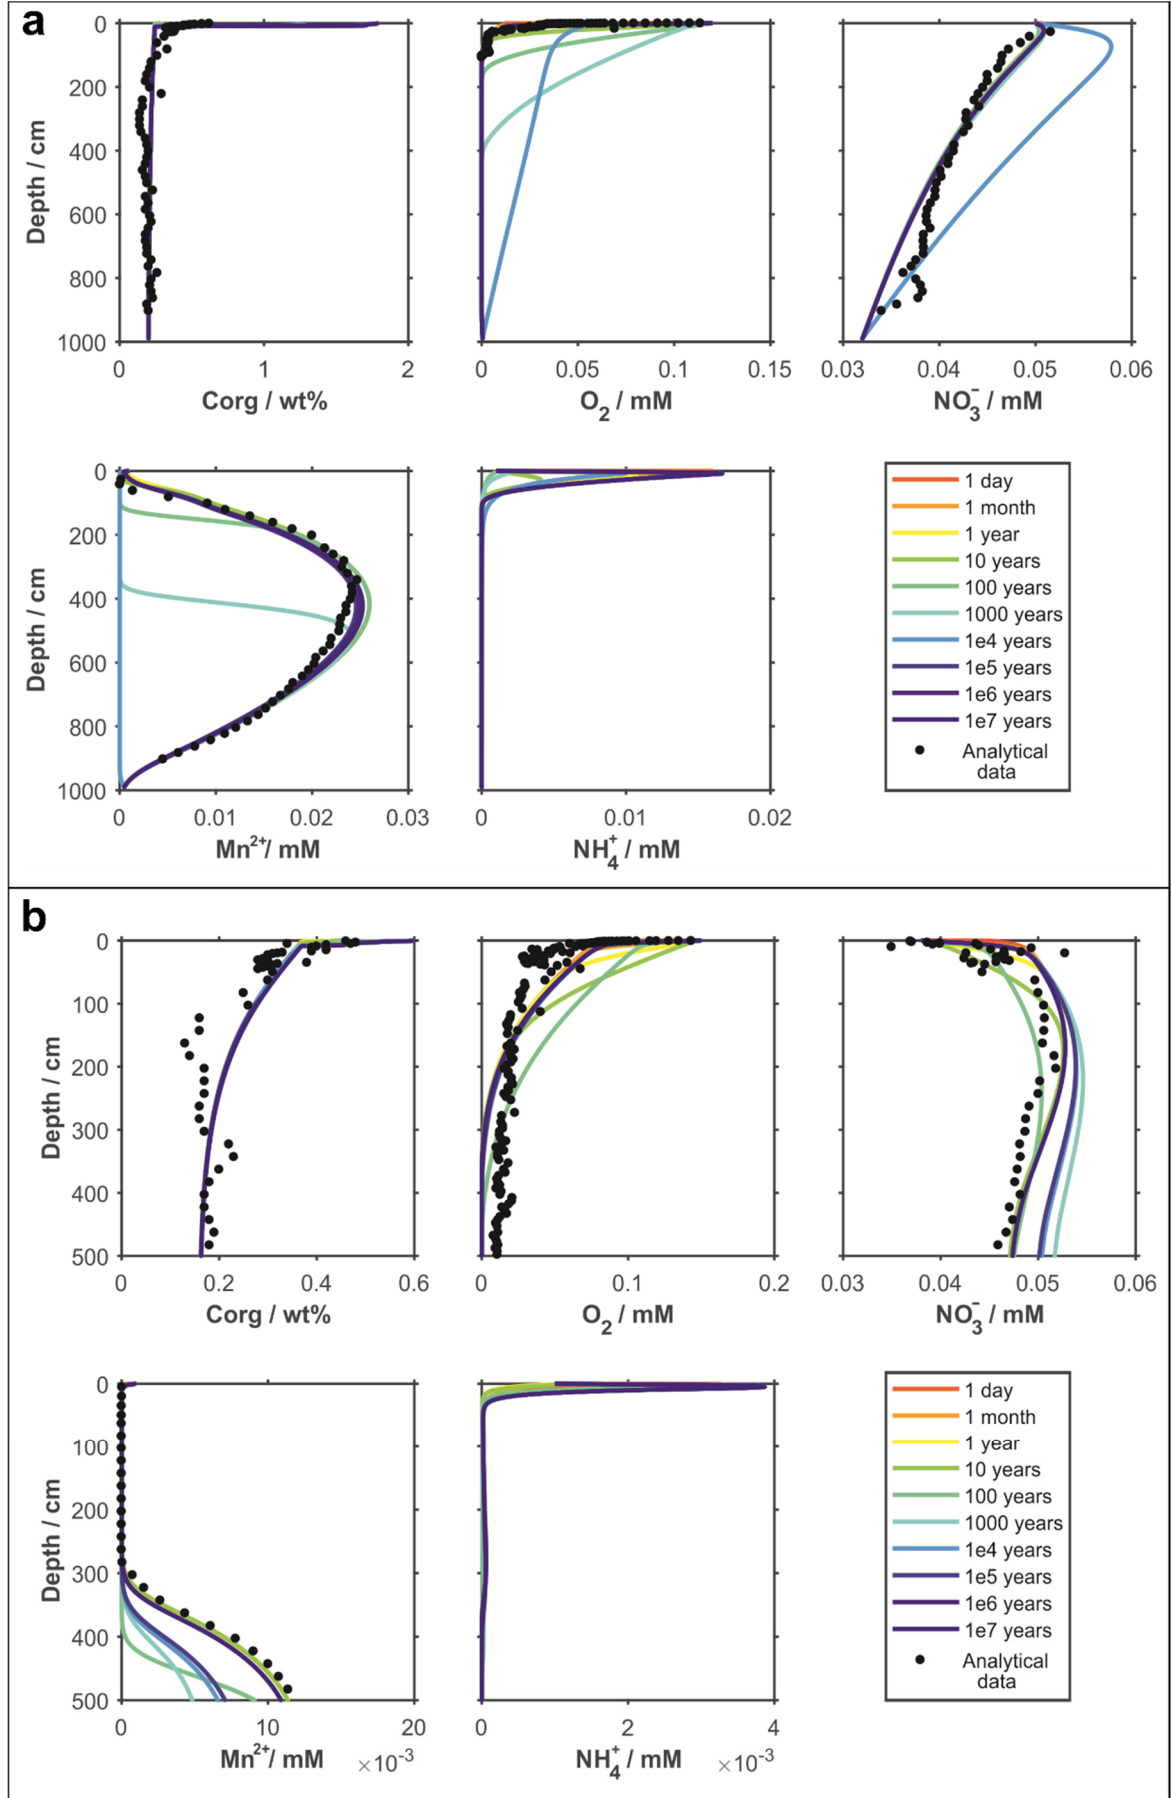 a
0
200
400
600
800
1000
Depth / cm
0 1 2
Corg / wt%
0 0.05 0.1 0.15
O2 / mM
0.03 0.04 0.05 0.06
NO3- / mM
0
200
400
600
800
1000
Depth / cm
0 0.01 0.02 0.03
Mn2+/ mM
0 0.01 0.02
NH4+ / mM
1 day
1 month
1 year
10 years
100 years
1000 years
1e4 years
1e5 years
1e6 years
1e7 years
Analytical
data
b
0
100
200
300
400
500
Depth / cm
0 0.2 0.4 0.6
Corg / wt%
0 0.1 0.2
O2 / mM
0.03 0.04 0.05 0.06
NO3- / mM
0
100
200
300
400
500
Depth / cm
0 10 20
Mn2+/ mM ×10-3
0 2 4
NH4+ / mM ×10-3
1 day
1 month
1 year
10 years
100 years
1000 years
1e4 years
1e5 years
1e6 years
1e7 years
Analytical
data